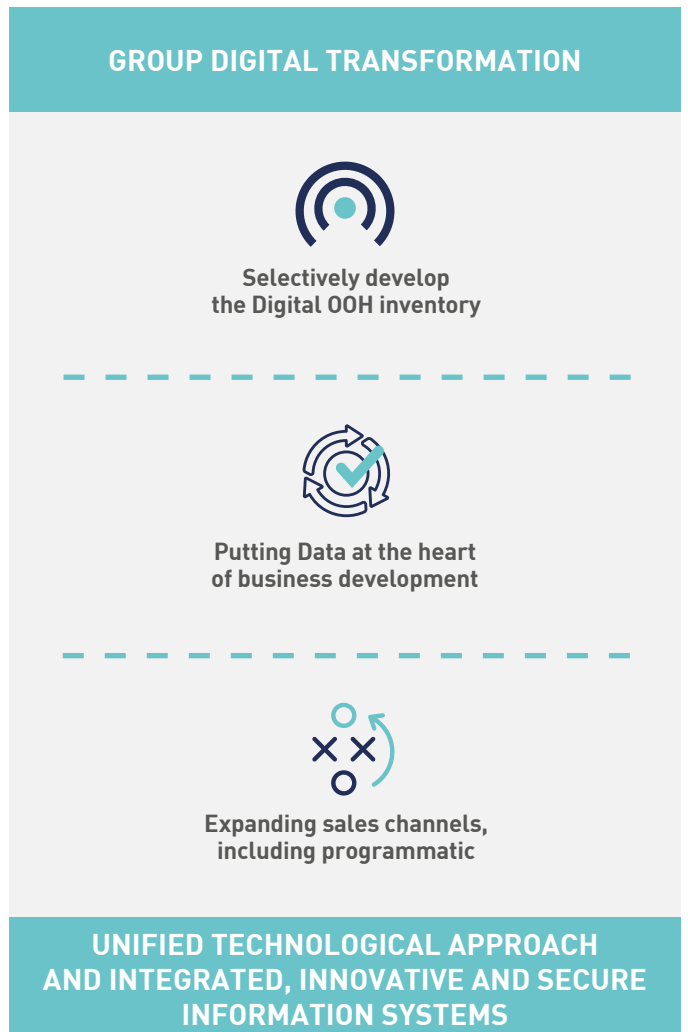 GROUP DIGITAL TRANSFORMATION
Selectively develop
the Digital OOH inventory
Putting Data at the heart
of business development
Expanding sales channels,
including programmatic
UNIFIED TECHNOLOGICAL APPROACH
AND INTEGRATED, INNOVATIVE AND SECURE
INFORMATION SYSTEMS